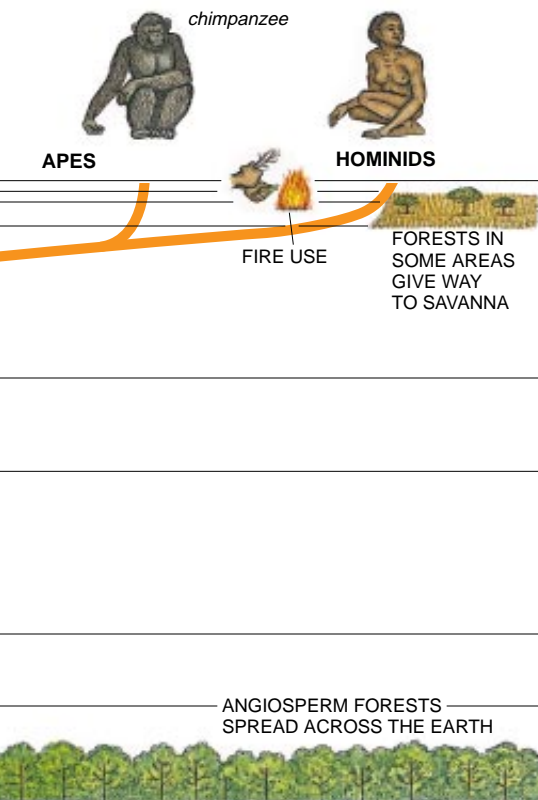 chimpanzee
APES
HOMINIDS
FIRE USE
FORESTS IN
SOME AREAS
GIVE WAY
TO SAVANNA
ANGIOSPERM FORESTS
SPREAD ACROSS THE EARTH